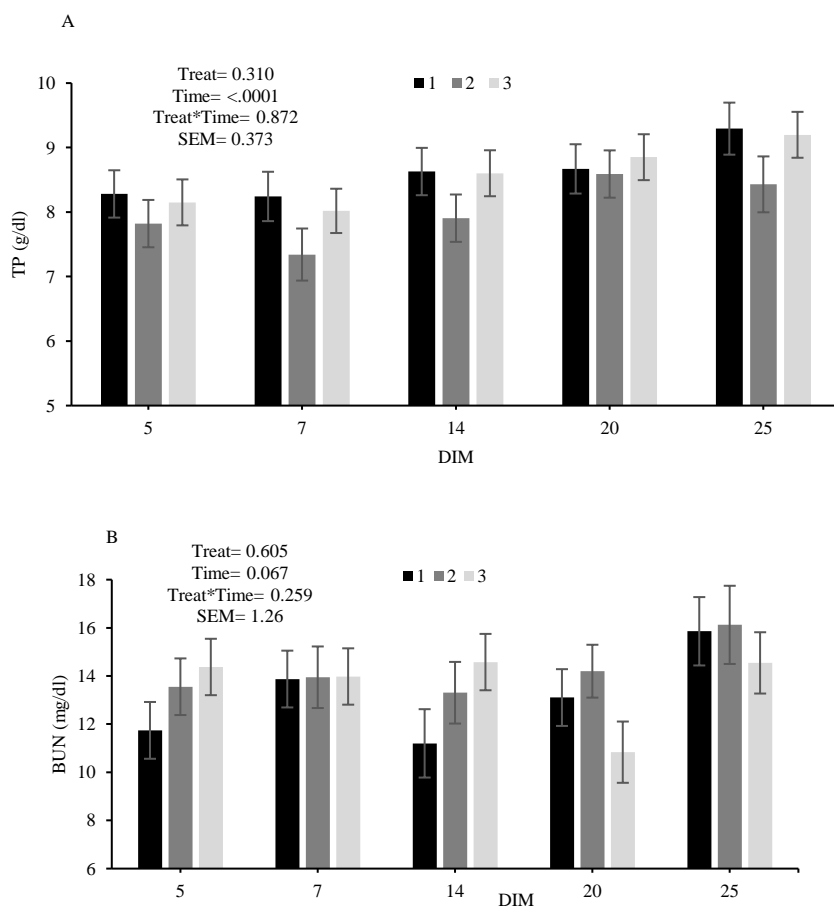 A
Treat= 0.310
Time= <.0001
Treat*Time= 0.872
SEM= 0.373
1 2 3
10
9
8
7
6
5
TP (g/dl)
5 7 14 20 25
DIM
B
Treat= 0.605
Time= 0.067
Treat*Time= 0.259
SEM= 1.26
1 2 3
18
16
14
12
10
8
6
BUN (mg/dl)
5 7 14 20 25
DIM